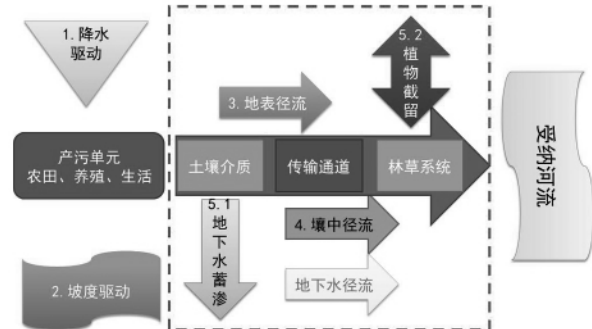 1. 降水
驱动
产污单元
农田、养殖、生活
2. 坡度驱动
3. 地表径流
5.2
植物截留
土壤介质
传输通道
林草系统
5.1
地下水蓄渗
4. 壤中径流
地下水径流
受纳河流